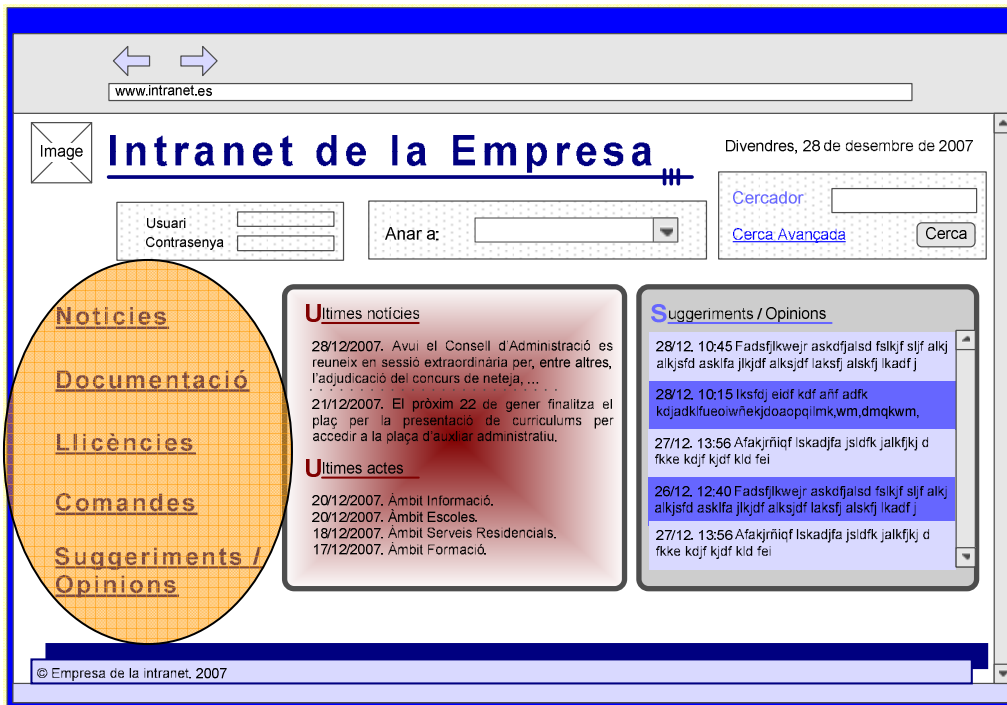 www.intranet.es
Image
Intranet de la Empresa
Divendres, 28 de desembre de 2007
Usuari
Contrasenya
Anar a:
Cercador
Cerca Avançada
Cerca
Noticies
Documentació
Llicències
Comandes
Suggeriments /
Opinions
Ultimes notícies
28/12/2007. Avui el Consell d'Administració es
reuneix en sessió extraordinària per, entre altres,
l'adjudicació del concurs de neteja, ...
21/12/2007. El pròxim 22 de gener finalitza el
plaç per la presentació de curriculums per
accedir a la plaça d'auxliar administratiu.
Ultimes actes
20/12/2007. Àmbit Informació.
20/12/2007. Àmbit Escoles.
18/12/2007. Àmbit Serveis Residencials.
17/12/2007. Àmbit Formació.
Suggeriments / Opinions
28/12. 10:45 Fadsfjlkwejr askdfjalsd fslkjf sljf alkj
alkjsfd asklfa jlkjdf alksjdf laksfj alskfj lkadf j
28/12. 10:15 lksfdj eidf kdf añf adfk
kdjadklfueoiwñekjdoaopqilmk,wm,dmqkwm,
27/12. 13:56 Afakjrñiqf lskadjfa jsldfk jalkfjkj d
fkke kdjf kjdf kld fei
26/12. 12:40 Fadsfjlkwejr askdfjalsd fslkjf sljf alkj
alkjsfd asklfa jlkjdf alksjdf laksfj alskfj lkadf j
27/12. 13:56 Afakjrñiqf lskadjfa jsldfk jalkfjkj d
fkke kdjf kjdf kld fei
© Empresa de la intranet. 2007